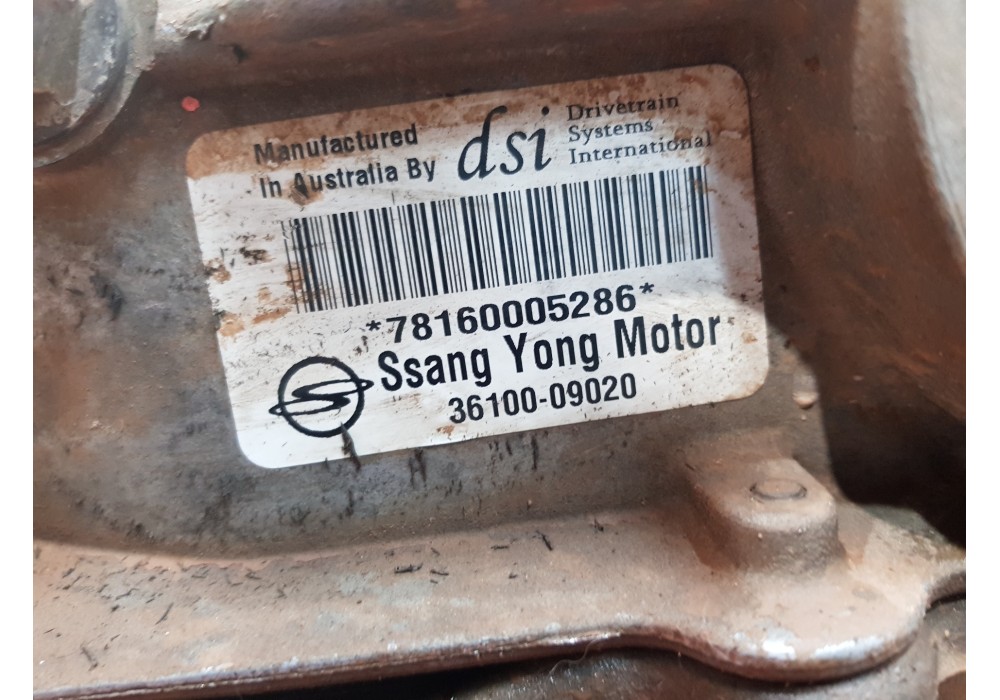 Manufactured
In Australia By
dsi
Drivetrain
Systems
International
*78160005286*
Ssang Yong Motor
36100-09020